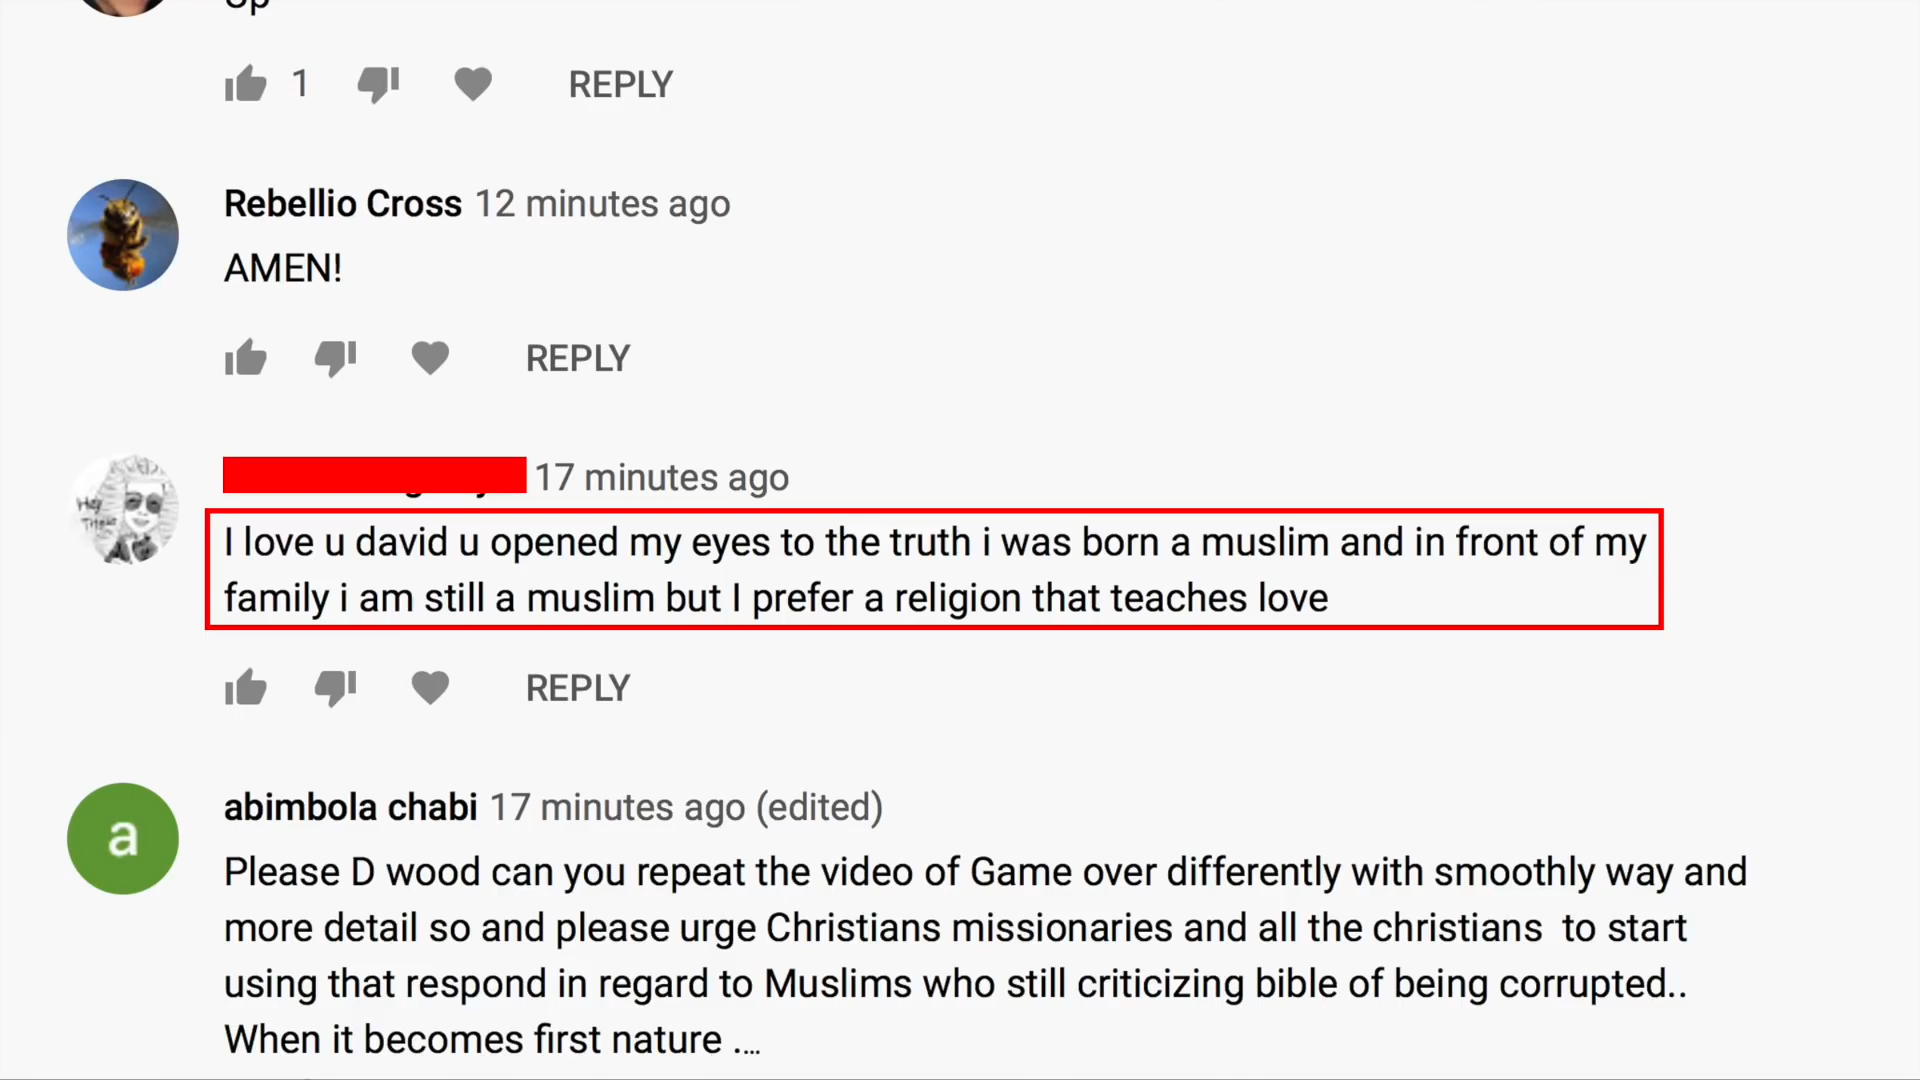 1 REPLY
Rebellio Cross 12 minutes ago
AMEN!
REPLY
17 minutes ago
I love u david u opened my eyes to the truth i was born a muslim and in front of my
family i am still a muslim but I prefer a religion that teaches love
REPLY
a
abimbola chabi 17 minutes ago (edited)
Please D wood can you repeat the video of Game over differently with smoothly way and
more detail so and please urge Christians missionaries and all the christians  to start
using that respond in regard to Muslims who still criticizing bible of being corrupted..
When it becomes first nature ....